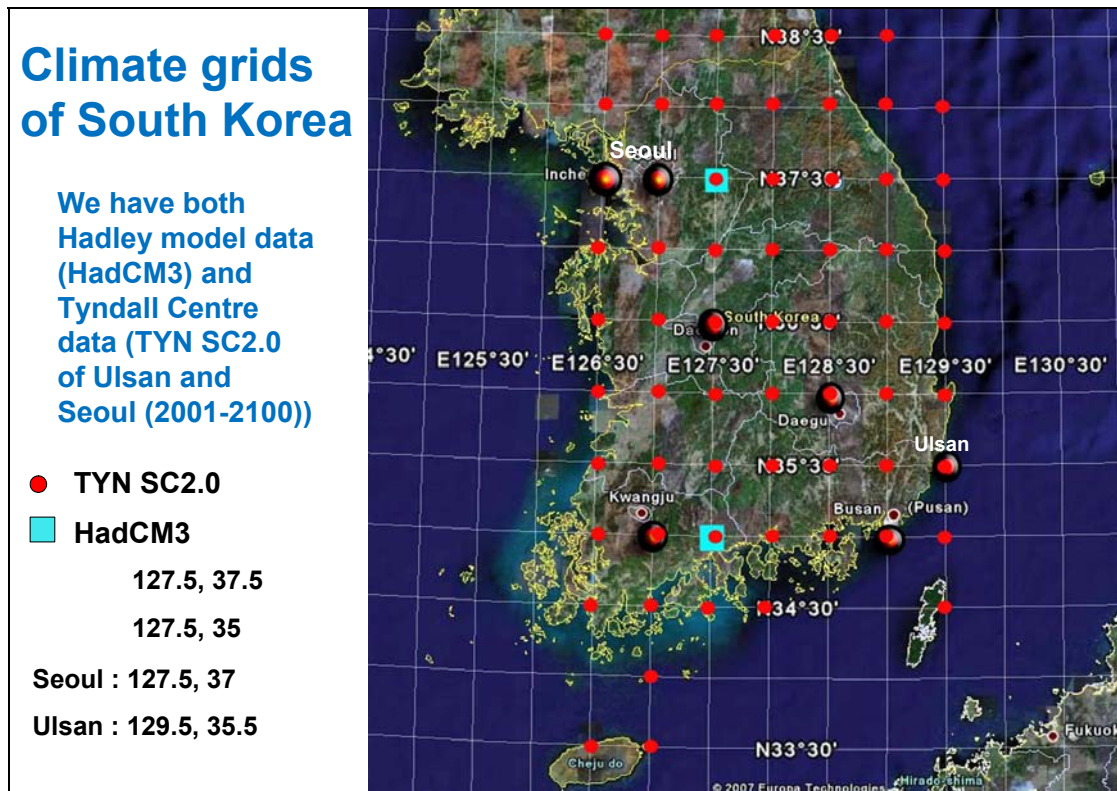 Climate grids
of South Korea
We have both
Hadley model data
(HadCM3) and
Tyndall Centre
data (TYN SC2.0
of Ulsan and
Seoul (2001-2100))
TYN SC2.0
HadCM3
127.5, 37.5
127.5, 35
Seoul : 127.5, 37
Ulsan : 129.5, 35.5
N38°30'
Seoul
Inche
N37°30'
South Korea
4°30'
E125°30'
E126°30'
E127°30'
E128°30'
E129°30'
E130°30'
Daegu
Ulsan
N35°30'
Kwangju
Busan
(Pusan)
N34°30'
N33°30'
Cheju do
Fukuok
Hirado-shima
© 2007 Europa Technologies